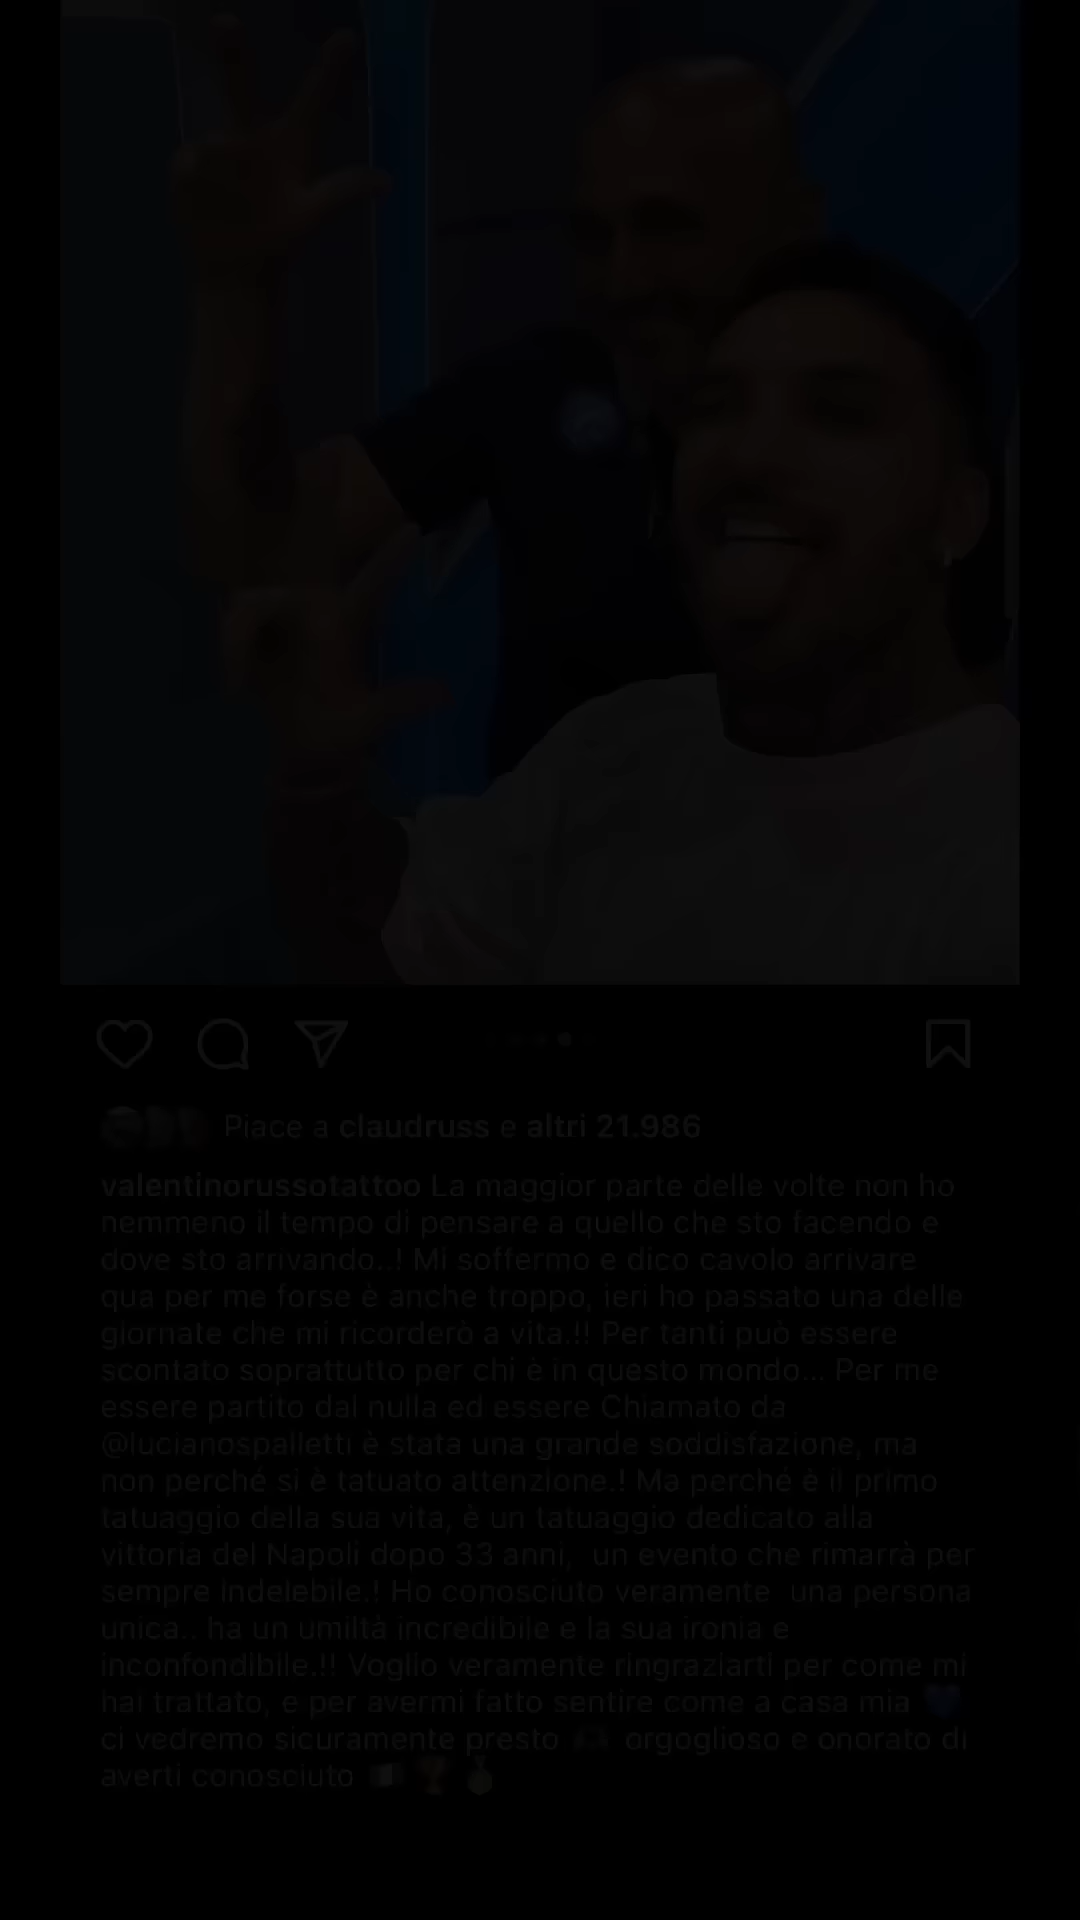 Piace a claudruss e altri 21.986
valentinorussotattoo La maggior parte delle volte non ho
nemmeno il tempo di pensare a quello che sto facendo e
dove sto arrivando..! Mi soffermo e dico cavolo arrivare
qua per me forse è anche troppo, ieri ho passato una delle
giornate che mi ricorderò a vita.!! Per tanti può essere
scontato soprattutto per chi è in questo mondo... Per me
essere partito dal nulla ed essere Chiamato da
@lucianospalletti è stata una grande soddisfazione, ma
non perché si è tatuato attenzione.! Ma perché è il primo
tatuaggio della sua vita, è un tatuaggio dedicato alla
vittoria del Napoli dopo 33 anni, un evento che rimarrà per
sempre Indelebile.! Ho conosciuto veramente una persona
unica.. ha un umiltà incredibile e la sua ironia e
inconfondibile.!! Voglio veramente ringraziarti per come mi
hai trattato, e per avermi fatto sentire come a casa mia 💙
ci vedremo sicuramente presto 🫶🏻 orgoglioso e onorato di
averti conosciuto 🇮🇹🏆🥇